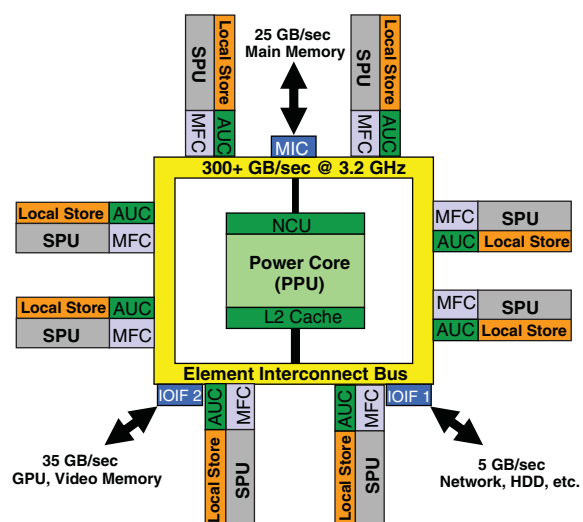 25 GB/sec
Main Memory
SPU
Local Store
MFC
AUC
SPU
Local Store
MFC
AUC
MIC
300+ GB/sec @ 3.2 GHz
Local Store AUC
SPU MFC
MFC SPU
AUC Local Store
NCU
Power Core
(PPU)
L2 Cache
Local Store AUC
SPU MFC
MFC SPU
AUC Local Store
Element Interconnect Bus
IOIF 2
AUC
MFC
Local Store
SPU
AUC
MFC
Local Store
SPU
IOIF 1
35 GB/sec
GPU, Video Memory
5 GB/sec
Network, HDD, etc.